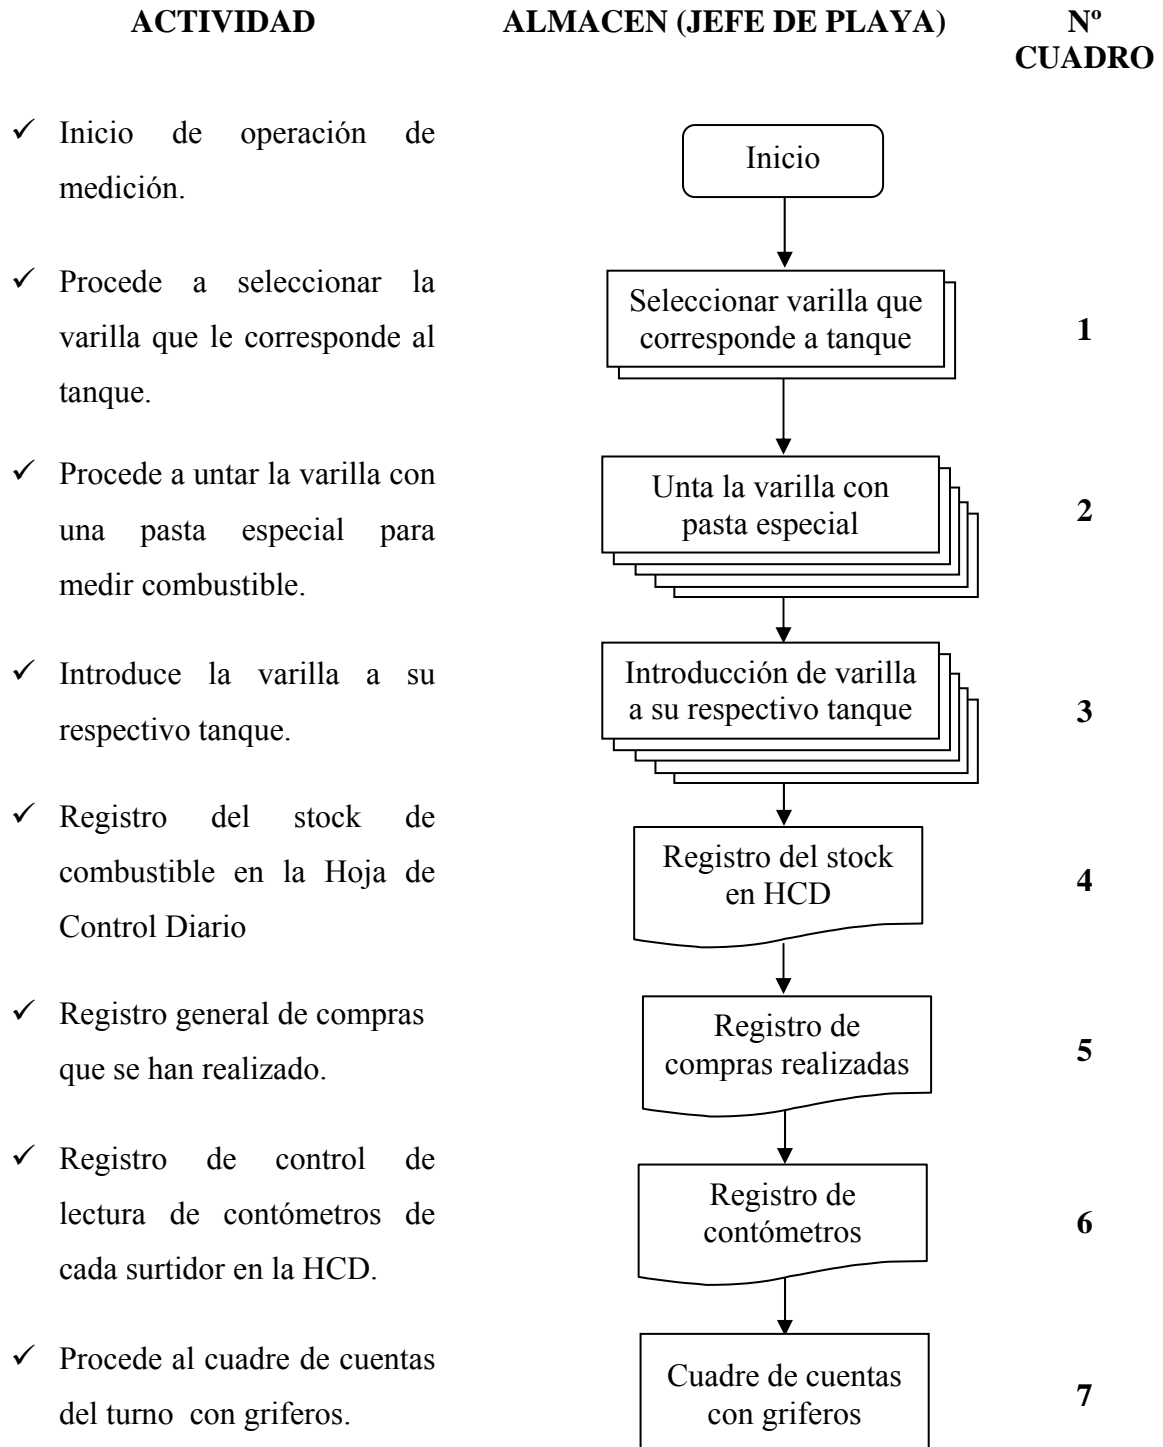 ACTIVIDAD ALMACEN (JEFE DE PLAYA) Nº
CUADRO
✓ Inicio de operación de
medición.
Inicio
✓ Procede a seleccionar la
varilla que le corresponde al
tanque.
Seleccionar varilla que
corresponde a tanque
1
✓ Procede a untar la varilla con
una pasta especial para
medir combustible.
Unta la varilla con
pasta especial
2
✓ Introduce la varilla a su
respectivo tanque.
Introducción de varilla
a su respectivo tanque
3
✓ Registro del stock de
combustible en la Hoja de
Control Diario
Registro del stock
en HCD
4
✓ Registro general de compras
que se han realizado.
Registro de
compras realizadas
5
✓ Registro de control de
lectura de contómetros de
cada surtidor en la HCD.
Registro de
contómetros
6
✓ Procede al cuadre de cuentas
del turno con griferos.
Cuadre de cuentas
con griferos
7